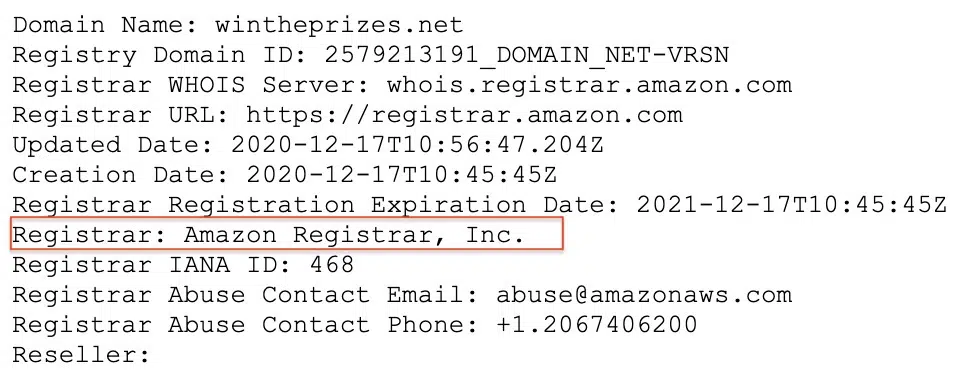 Domain Name: wintheprizes.net
Registry Domain ID: 2579213191_DOMAIN_NET-VRSN
Registrar WHOIS Server: whois.registrar.amazon.com
Registrar URL: https://registrar.amazon.com
Updated Date: 2020-12-17T10:56:47.204Z
Creation Date: 2020-12-17T10:45:45Z
Registrar Registration Expiration Date: 2021-12-17T10:45:45Z
Registrar: Amazon Registrar, Inc.
Registrar IANA ID: 468
Registrar Abuse Contact Email: abuse@amazonaws.com
Registrar Abuse Contact Phone: +1.2067406200
Reseller: